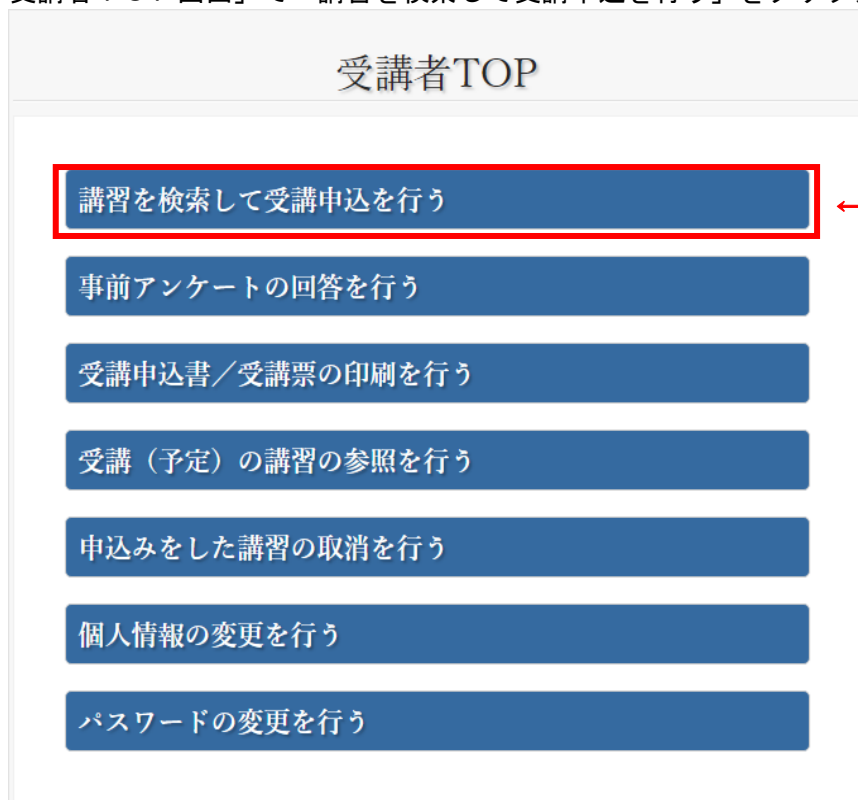 受講者TOP
講習を検索して受講申込を行う
←
事前アンケートの回答を行う
受講申込書／受講票の印刷を行う
受講（予定）の講習の参照を行う
申込みをした講習の取消を行う
個人情報の変更を行う
パスワードの変更を行う